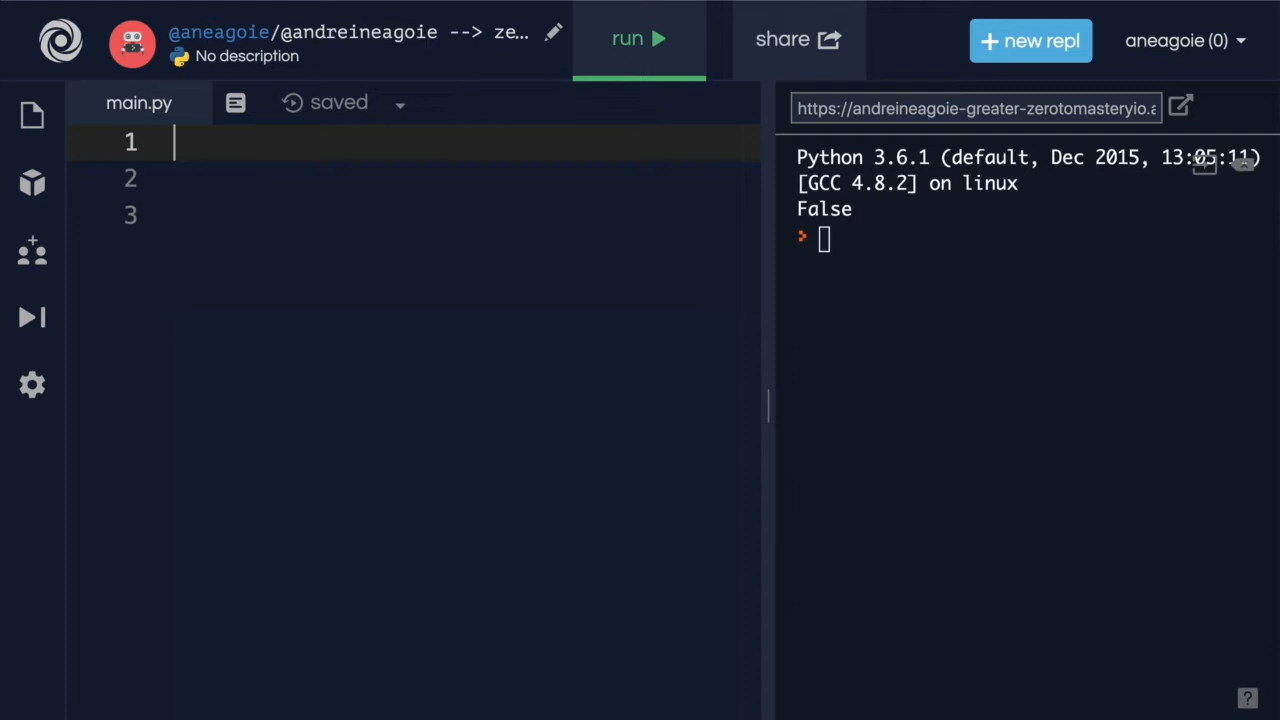 @aneagoie/@andreineagoie --> ze...
No description
run
share
+ new repl
aneagoie (0)
main.py
saved
1
2
3
https://andreineagoie-greater-zerotomasteryio.a
Python 3.6.1 (default, Dec 2015, 13:05:11)
[GCC 4.8.2] on linux
False
?